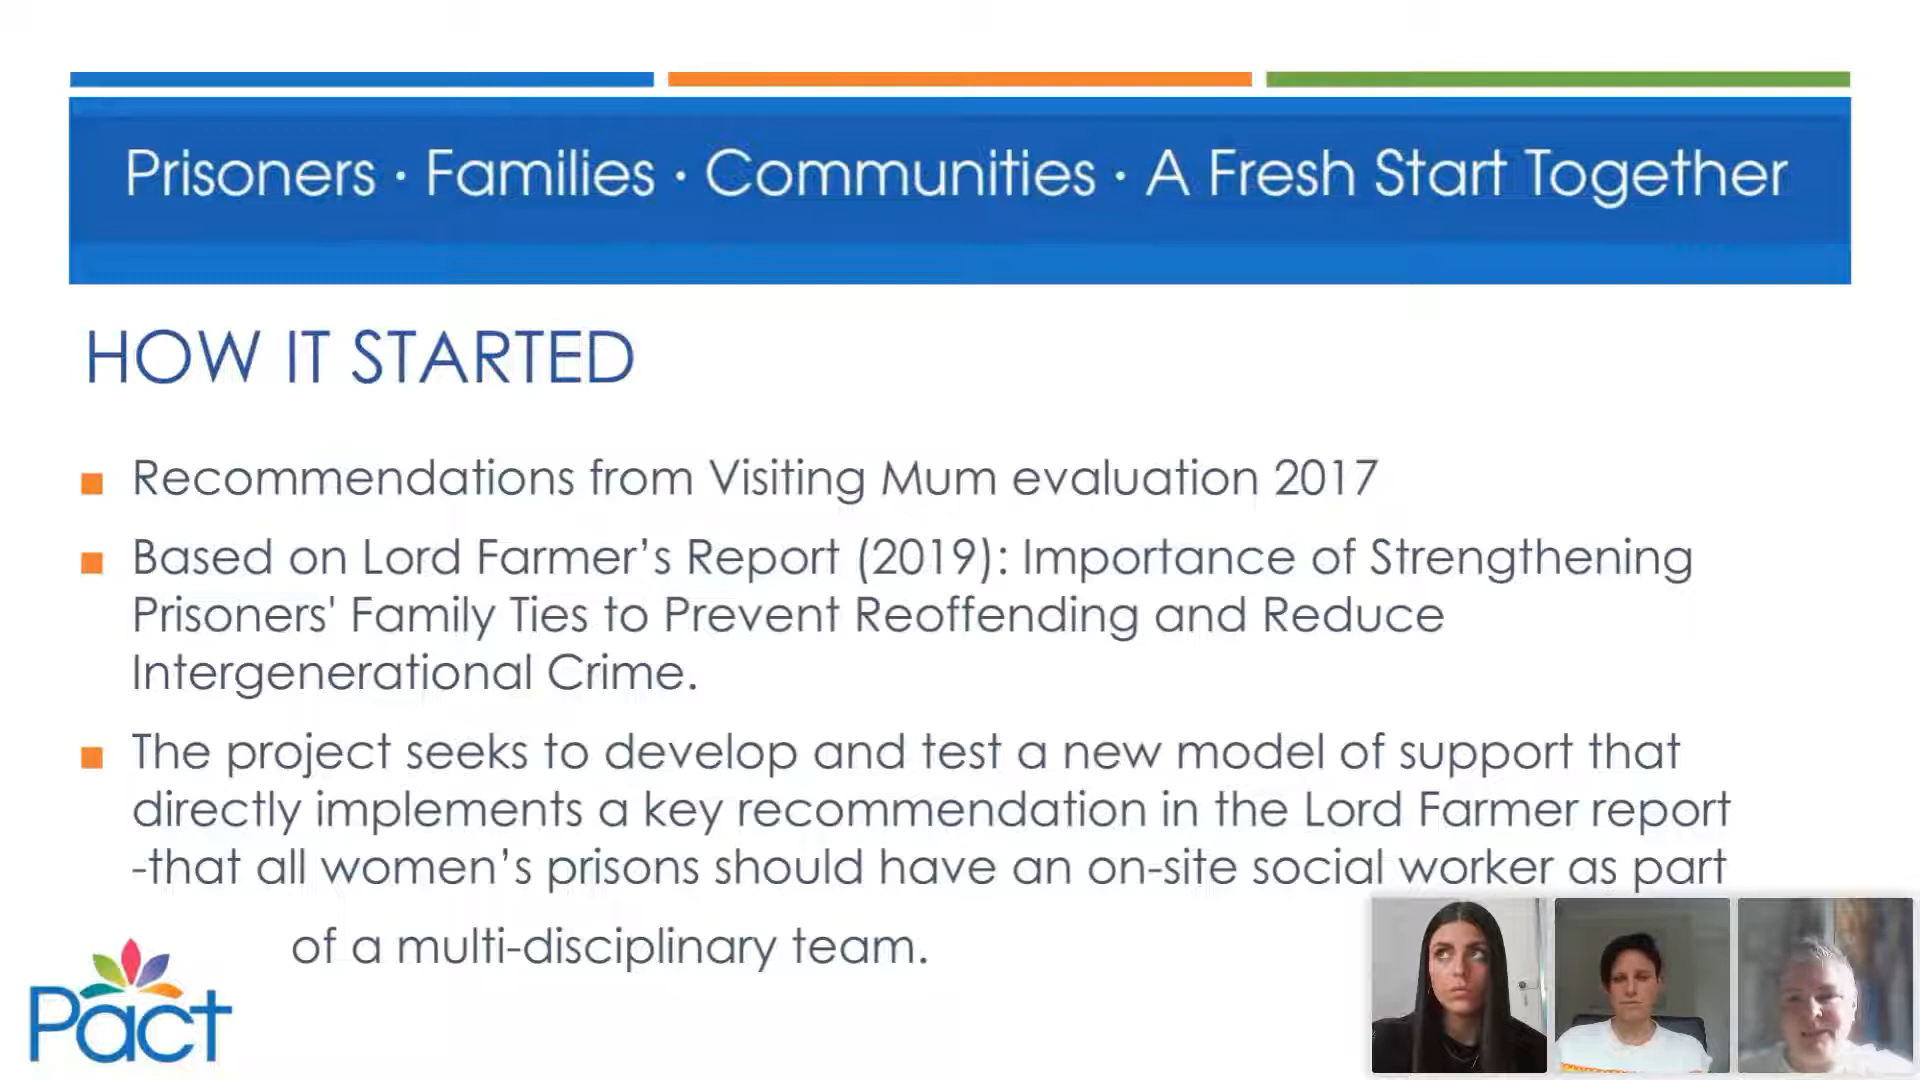 Prisoners · Families · Communities · A Fresh Start Together
HOW IT STARTED
Recommendations from Visiting Mum evaluation 2017
Based on Lord Farmer’s Report (2019): Importance of Strengthening
Prisoners' Family Ties to Prevent Reoffending and Reduce
Intergenerational Crime.
The project seeks to develop and test a new model of support that
directly implements a key recommendation in the Lord Farmer report
-that all women’s prisons should have an on-site social worker as part
of a multi-disciplinary team.
Pact